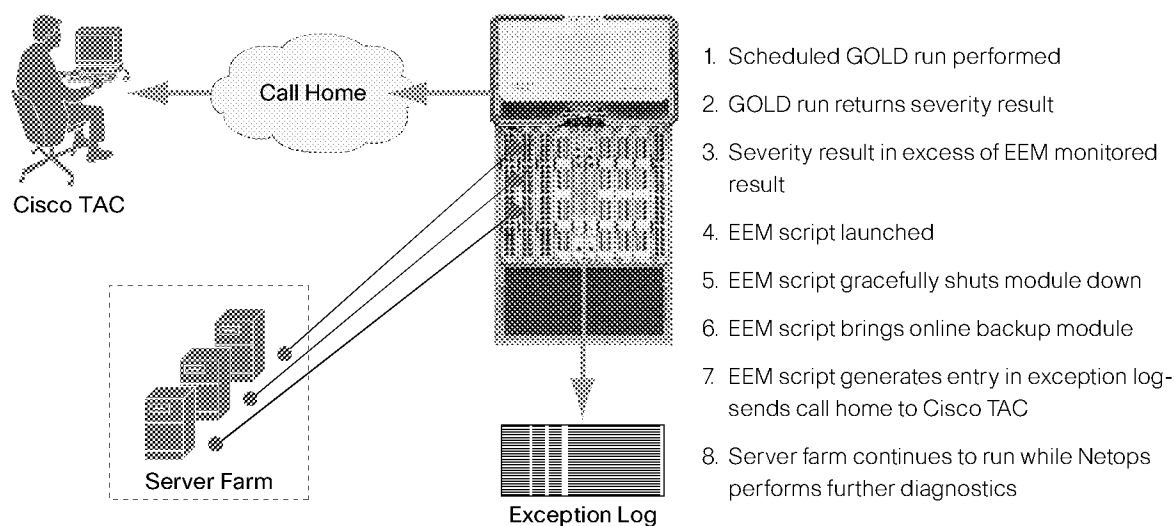 Call Home
Cisco TAC
Server Farm
Exception Log
1. Scheduled GOLD run performed
2. GOLD run returns severity result
3. Severity result in excess of EEM monitored
result
4. EEM script launched
5. EEM script gracefully shuts module down
6. EEM script brings online backup module
7. EEM script generates entry in exception log-
sends call home to Cisco TAC
8. Server farm continues to run while Netops
performs further diagnostics